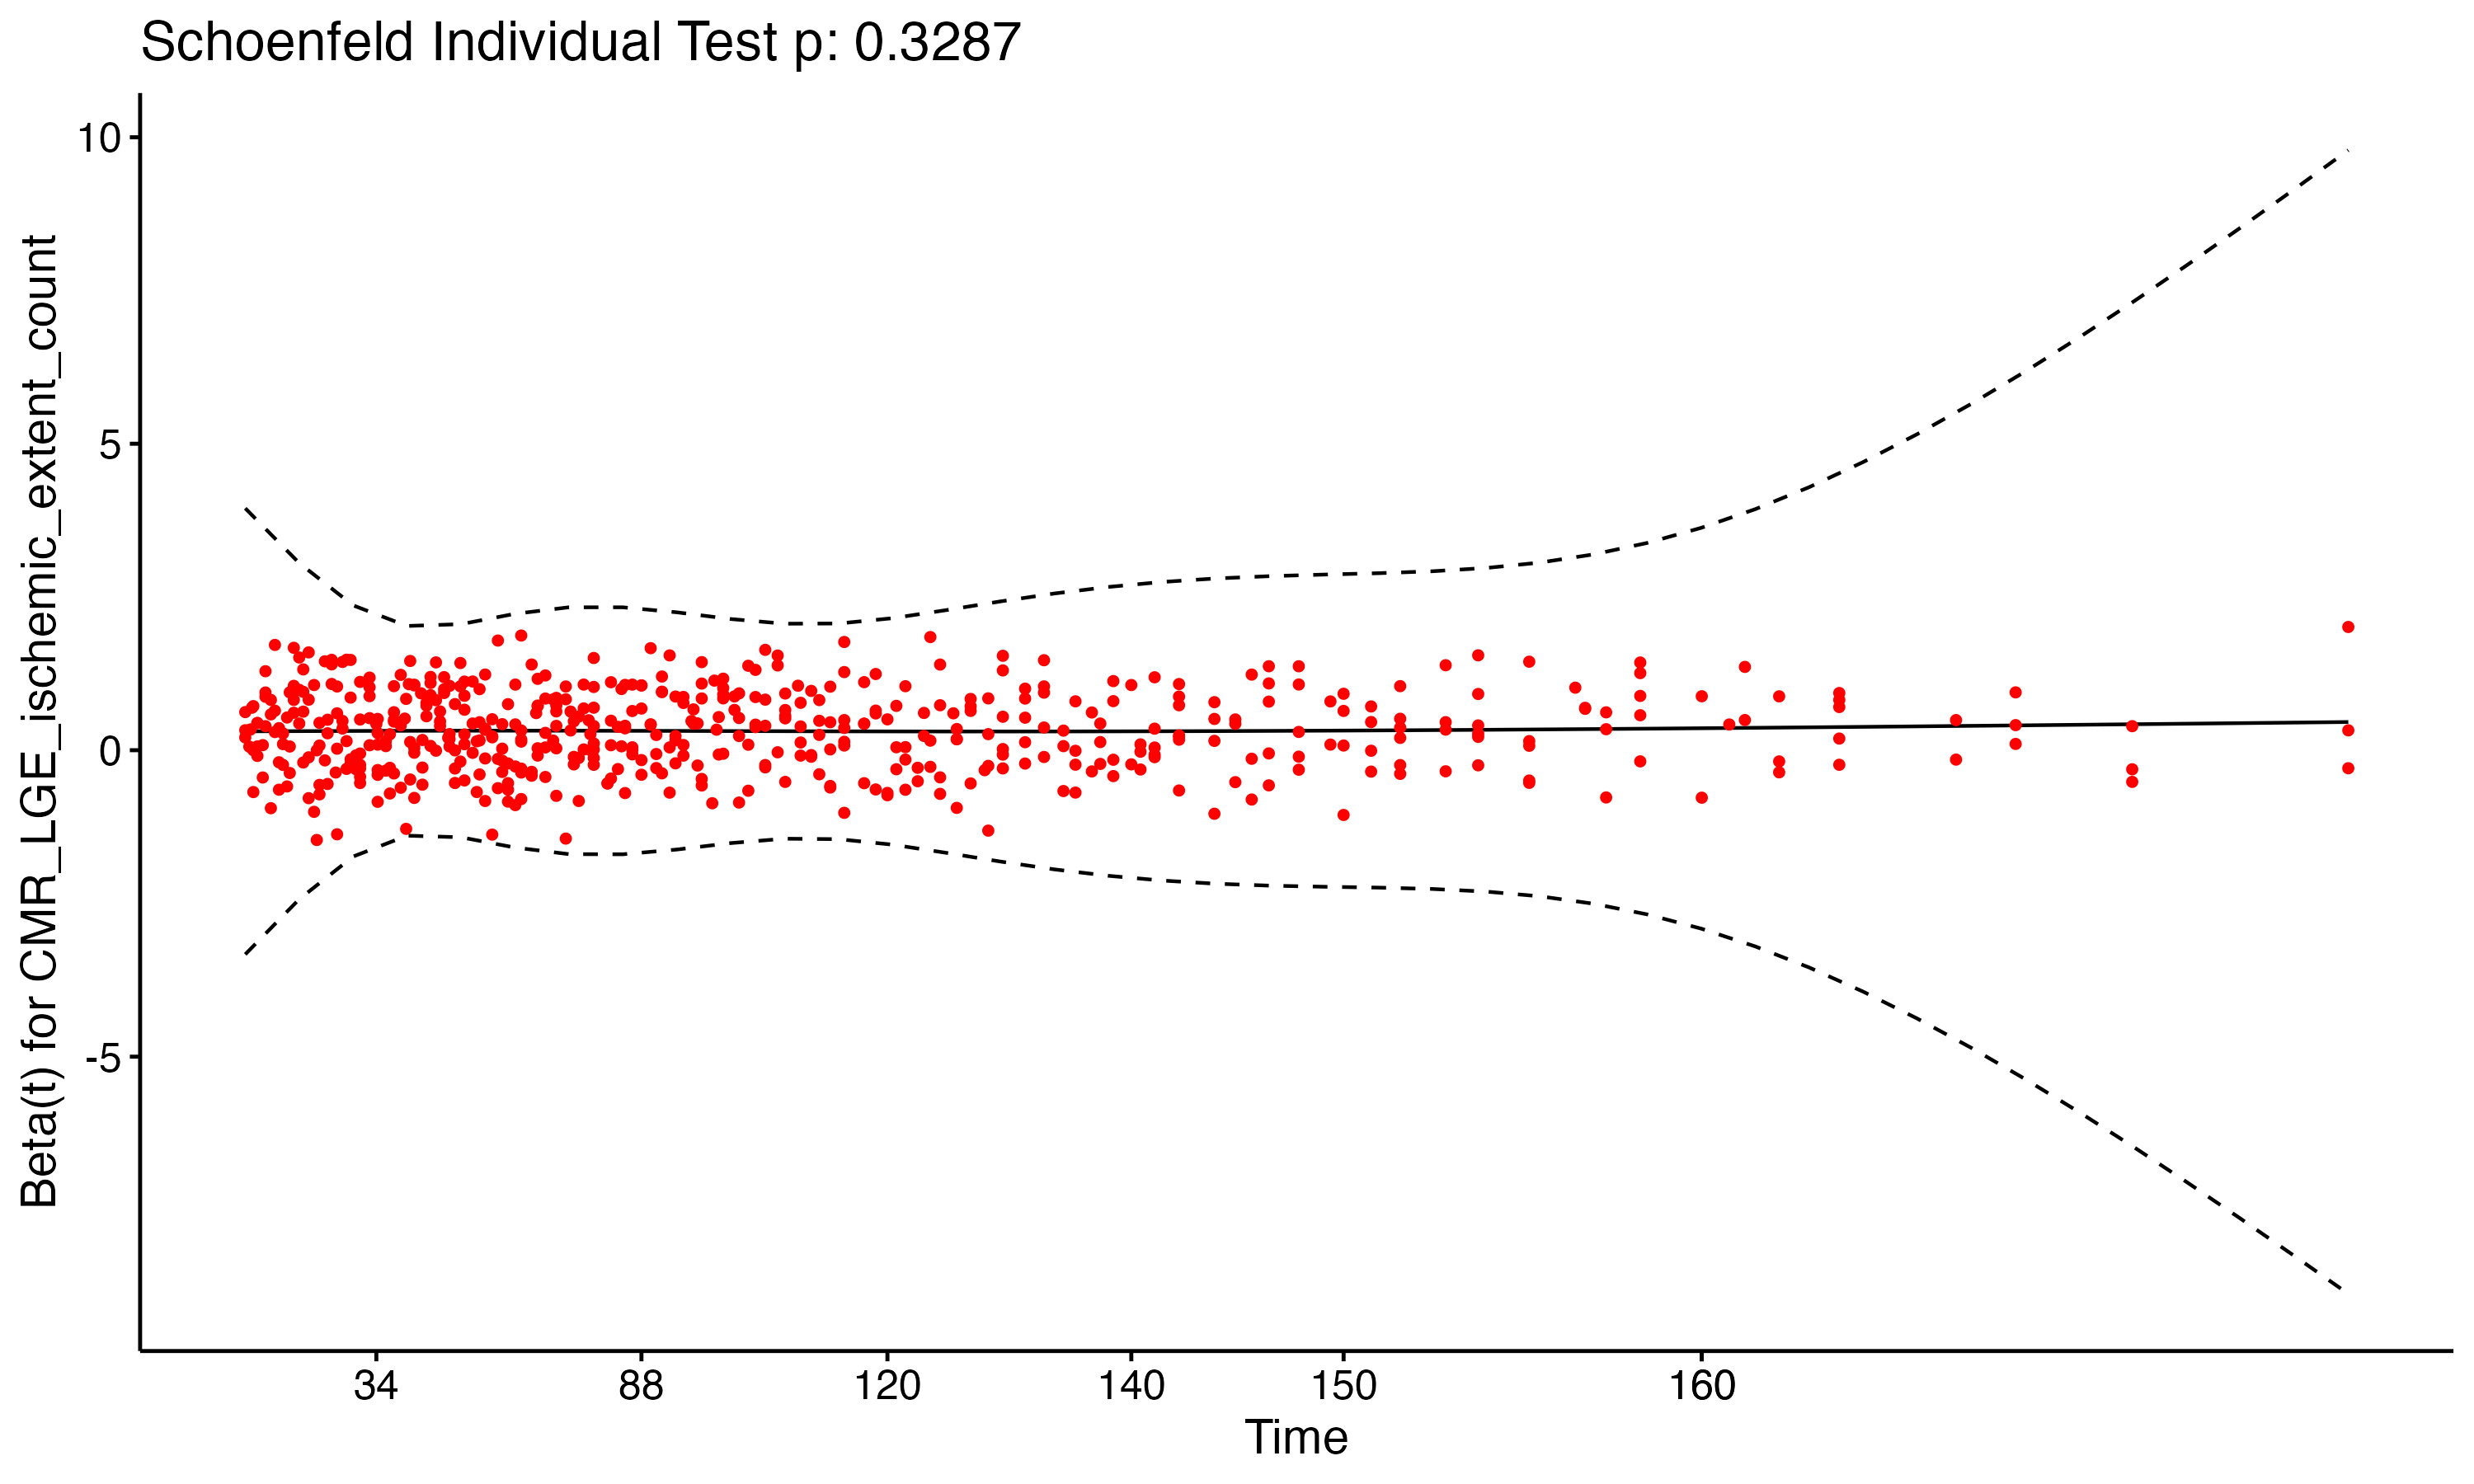 Schoenfeld Individual Test p: 0.3287
10
5
0
-5
Beta(t) for CMR_LGE_ischemic_extent_count
34 88 120 140 150 160
Time